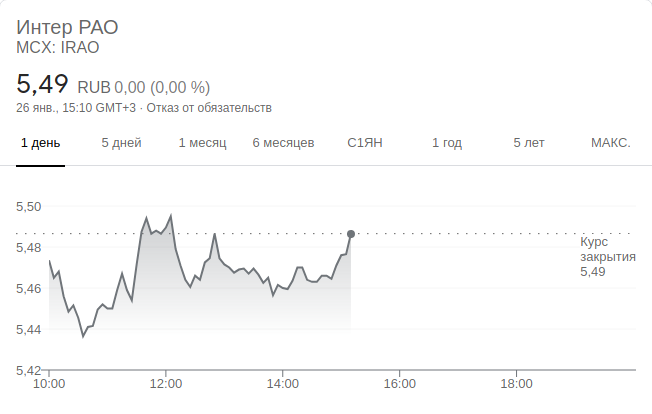 Интер РАО
MCX: IRAO
5,49 RUB 0,00 (0,00 %)
26 янв., 15:10 GMT+3 · Отказ от обязательств
1 день 5 дней 1 месяц 6 месяцев С1ЯН 1 год 5 лет МАКС.
5,50
5,48
5,46
5,44
5,42
Курс
закрытия
5,49
10:00 12:00 14:00 16:00 18:00